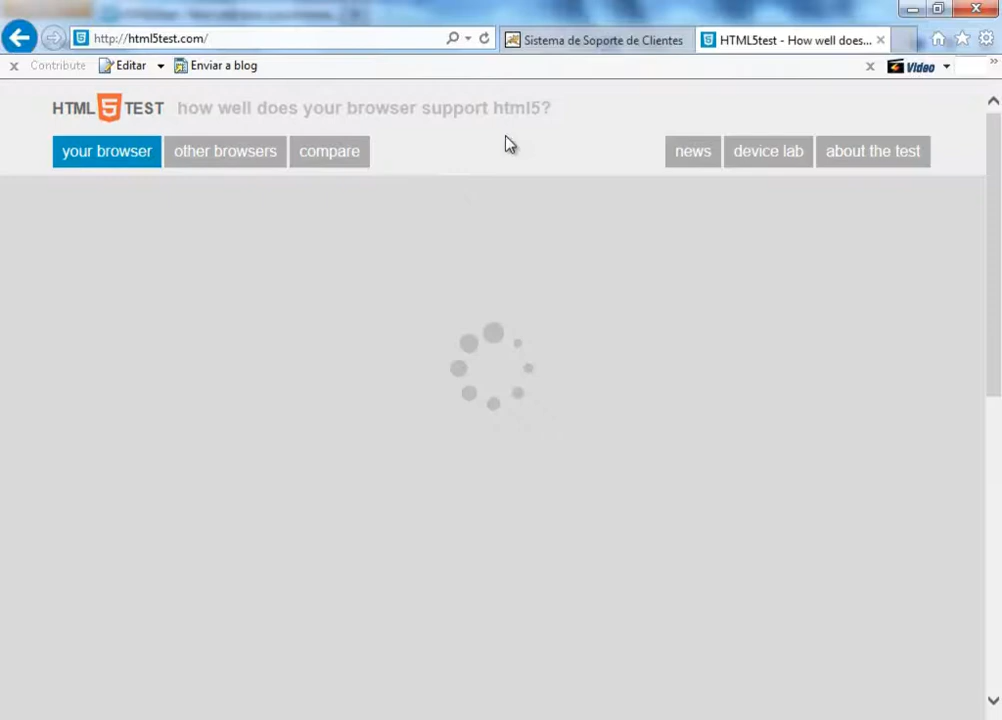 http://html5test.com/
Sistema de Soporte de Clientes
HTML5test - How well does...
Contribute
Editar
Enviar a blog
Video
HTML 5 TEST
how well does your browser support html5?
your browser
other browsers
compare
news
device lab
about the test